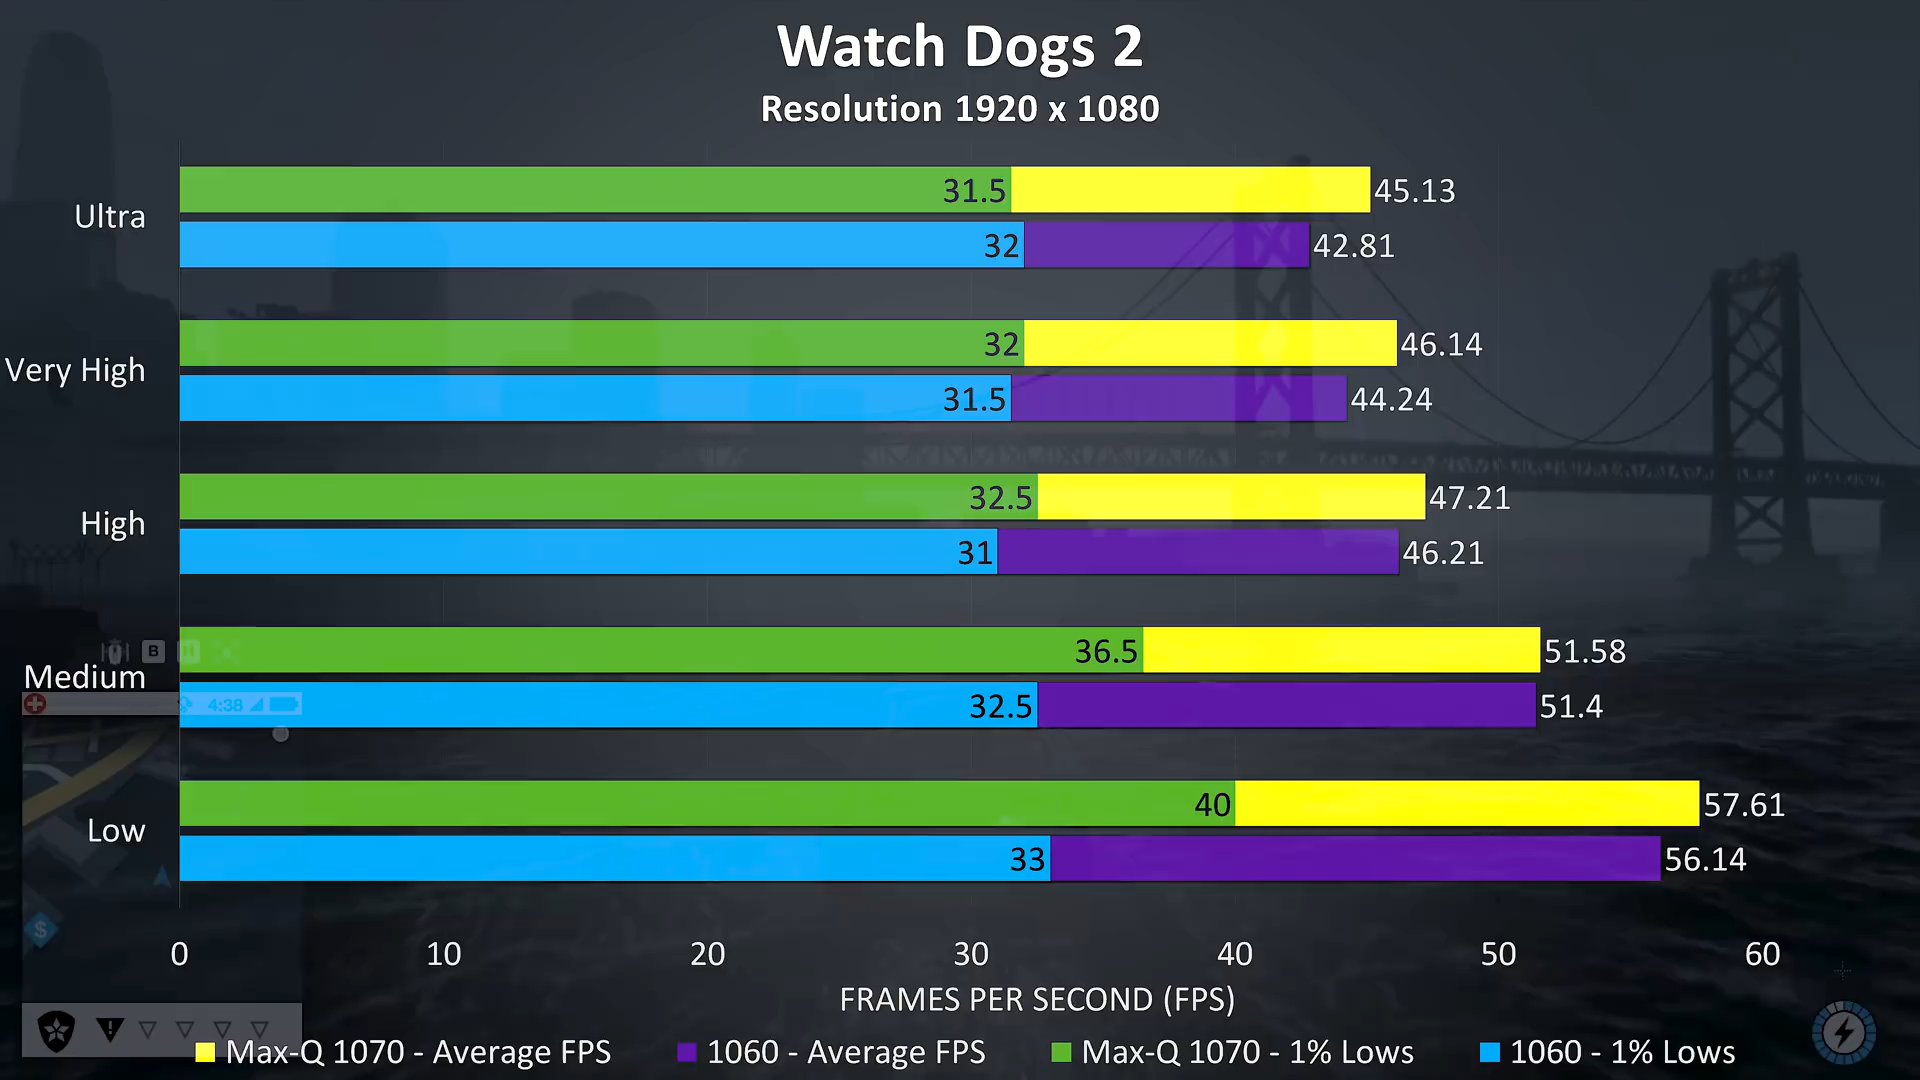 Watch Dogs 2
Resolution 1920 x 1080
Ultra
31.5 45.13
32 42.81
Very High
32 46.14
31.5 44.24
High
32.5 47.21
31 46.21
B H
Medium
36.5 51.58
4:38
32.5 51.4
Low
40 57.61
33 56.14
$
0 10 20 30 40 50 60
FRAMES PER SECOND (FPS)
Max-Q 1070 - Average FPS 1060 - Average FPS Max-Q 1070 - 1% Lows 1060 - 1% Lows